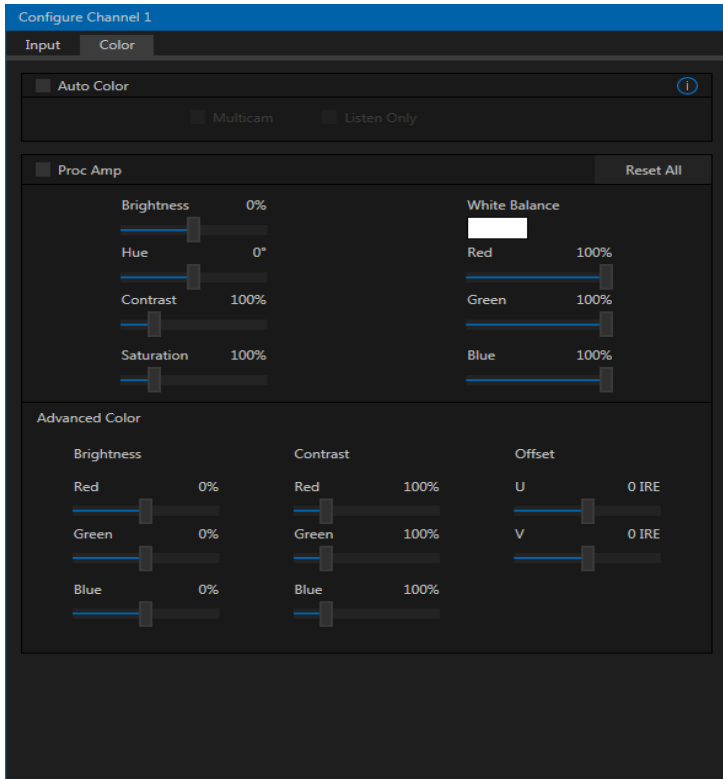 Configure Channel 1
Input Color
Auto Color i
Multicam Listen Only
Proc Amp Reset All
Brightness 0% White Balance
Hue 0° Red 100%
Contrast 100% Green 100%
Saturation 100% Blue 100%
Advanced Color
Brightness Contrast Offset
Red 0% Red 100% U 0 IRE
Green 0% Green 100% V 0 IRE
Blue 0% Blue 100%